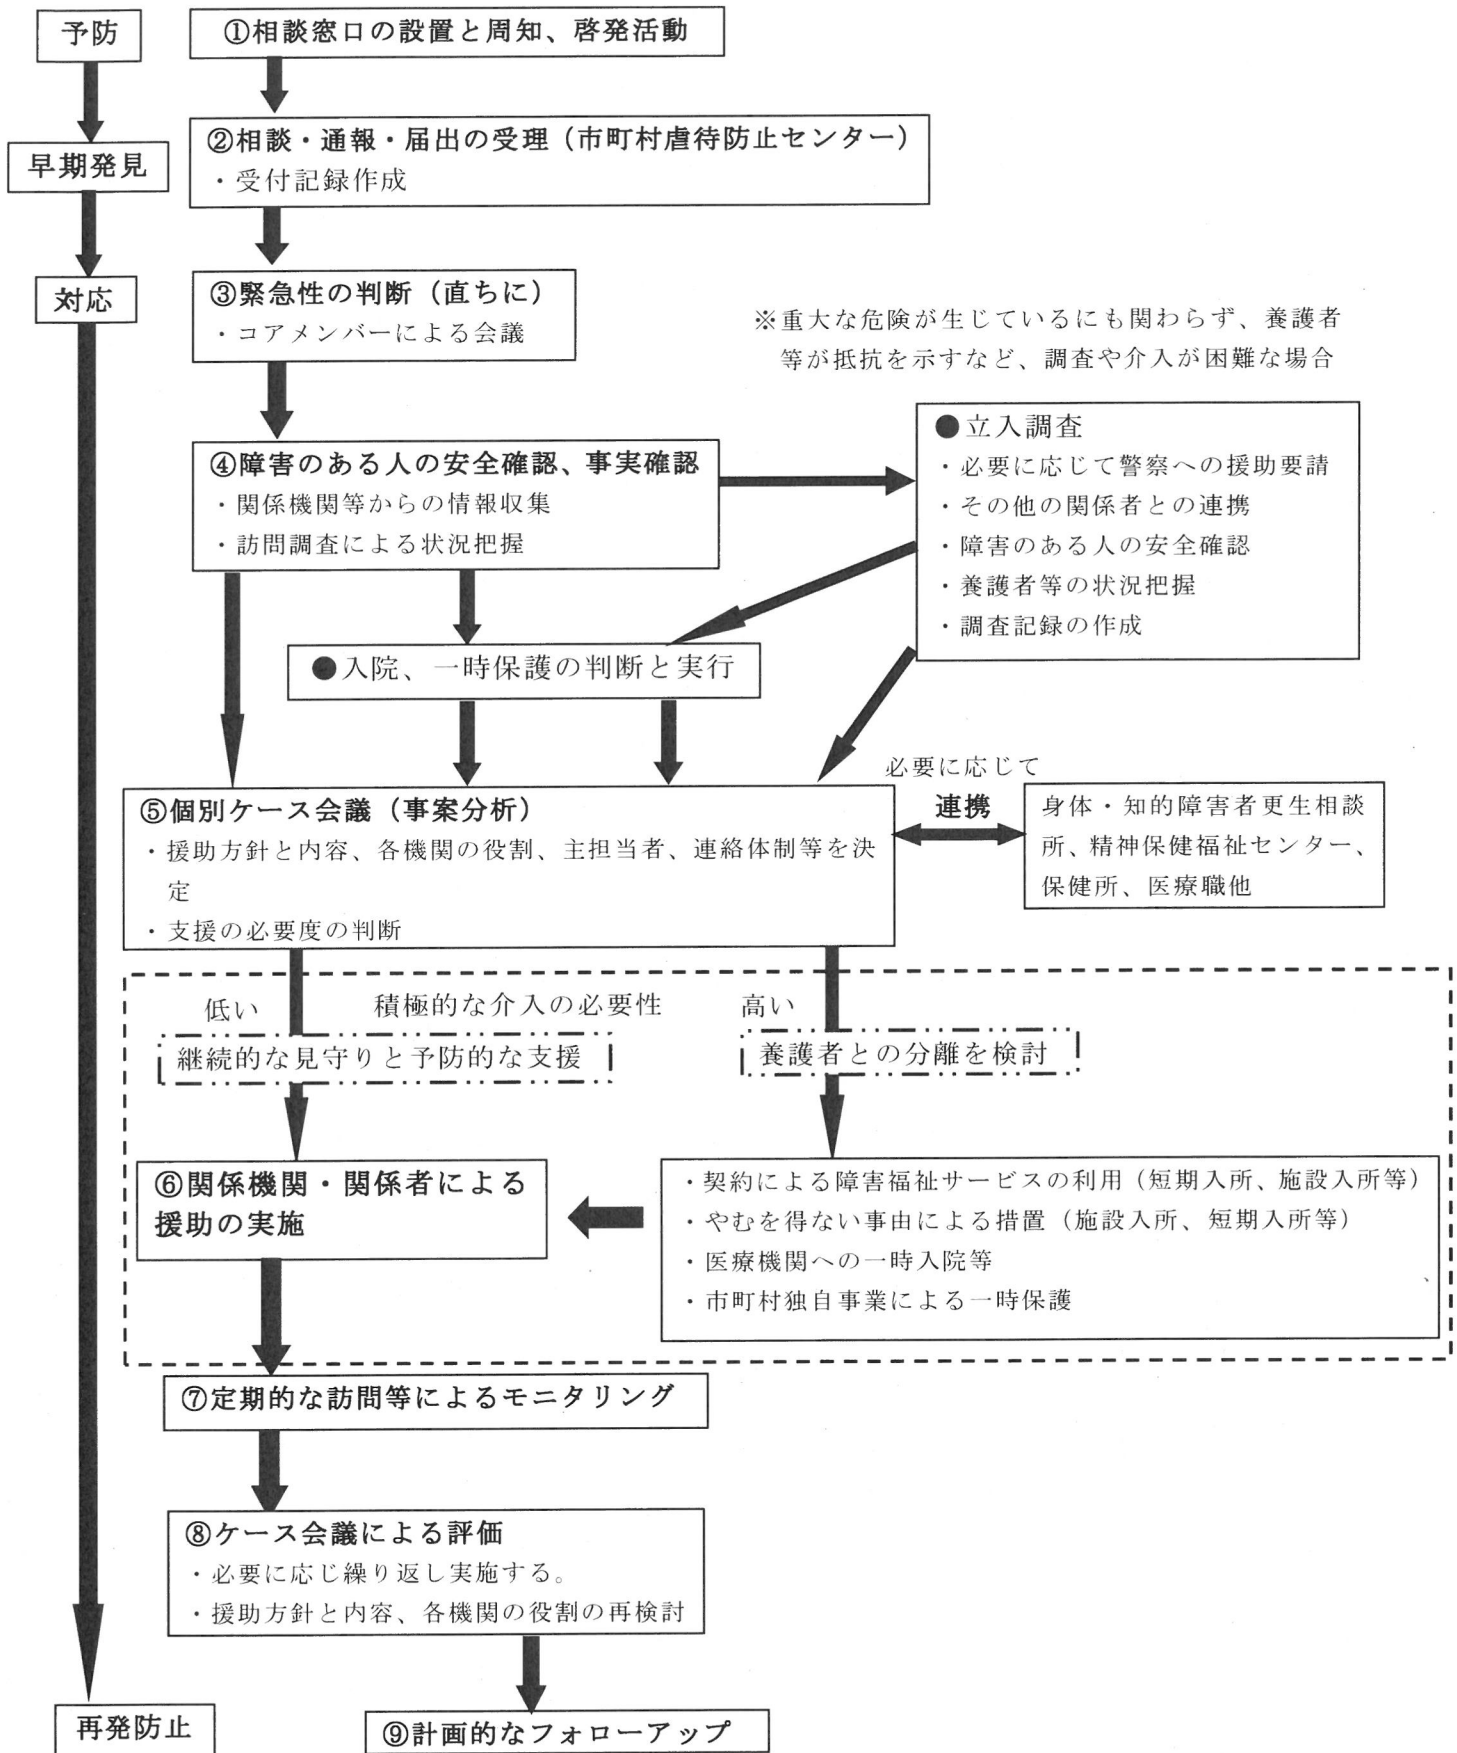 予防
①相談窓口の設置と周知、啓発活動
②相談・通報・届出の受理（市町村虐待防止センター）
・受付記録作成
早期発見
③緊急性の判断（直ちに）
・コアメンバーによる会議
対応
※重大な危険が生じているにも関わらず、養護者
等が抵抗を示すなど、調査や介入が困難な場合
④障害のある人の安全確認、事実確認
・関係機関等からの情報収集
・訪問調査による状況把握
●立入調査
・必要に応じて警察への援助要請
・その他の関係者との連携
・障害のある人の安全確認
・養護者等の状況把握
・調査記録の作成
●入院、一時保護の判断と実行
⑤個別ケース会議（事案分析）
・援助方針と内容、各機関の役割、主担当者、連絡体制等を決
定
・支援の必要度の判断
必要に応じて
連携
身体・知的障害者更生相談
所、精神保健福祉センター、
保健所、医療職他
低い
積極的な介入の必要性
高い
継続的な見守りと予防的な支援
養護者との分離を検討
⑥関係機関・関係者による
援助の実施
・契約による障害福祉サービスの利用（短期入所、施設入所等）
・やむを得ない事由による措置（施設入所、短期入所等）
・医療機関への一時入院等
・市町村独自事業による一時保護
⑦定期的な訪問等によるモニタリング
⑧ケース会議による評価
・必要に応じ繰り返し実施する。
・援助方針と内容、各機関の役割の再検討
再発防止
⑨計画的なフォローアップ